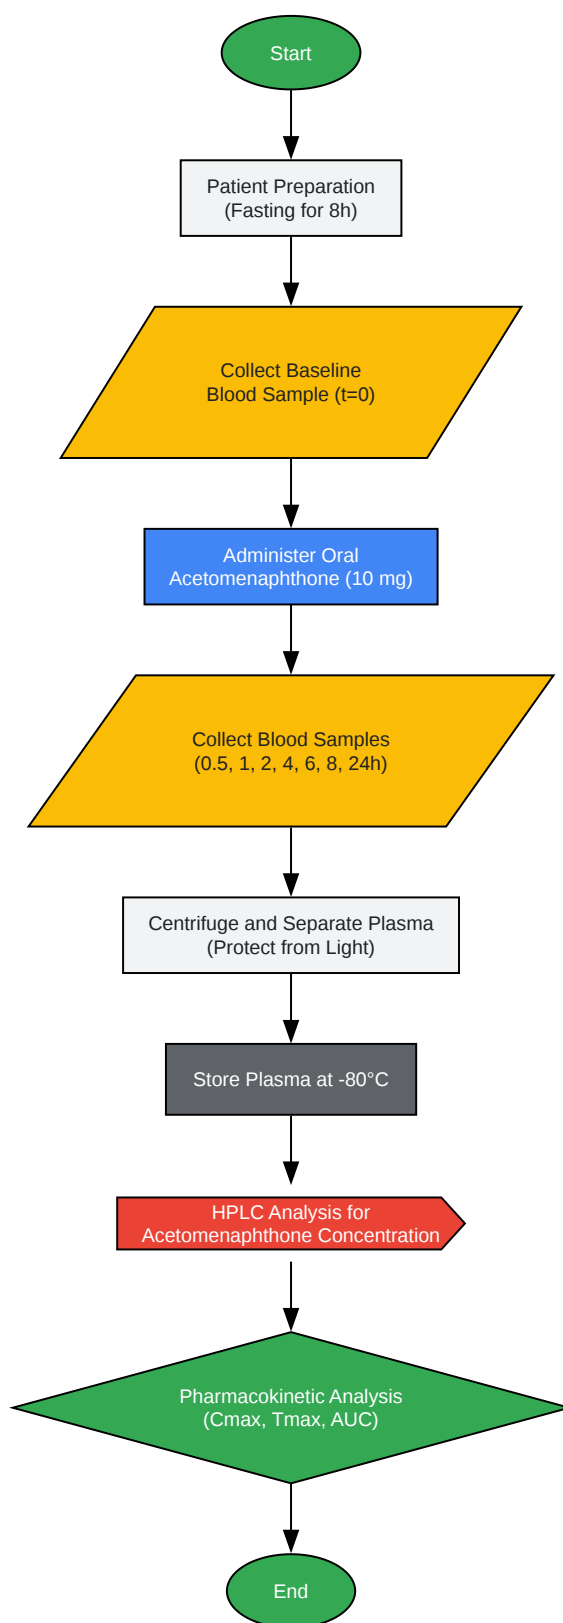 Start
Patient Preparation
(Fasting for 8h)
Collect Baseline
Blood Sample (t=0)
Administer Oral
Acetomenaphthone (10 mg)
Collect Blood Samples
(0.5, 1, 2, 4, 6, 8, 24h)
Centrifuge and Separate Plasma
(Protect from Light)
Store Plasma at -80°C
HPLC Analysis for
Acetomenaphthone Concentration
Pharmacokinetic Analysis
(Cmax, Tmax, AUC)
End